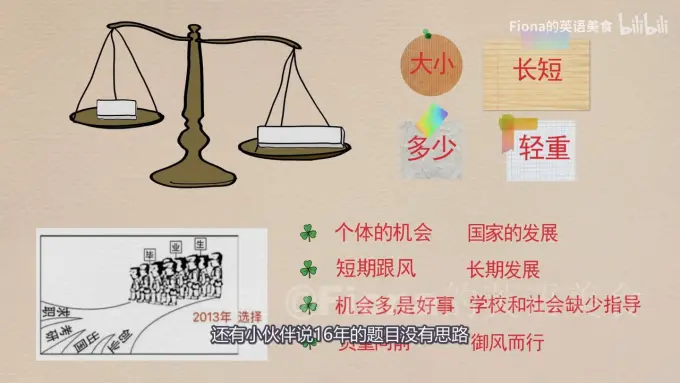 Fiona的英语美食 bilibili
大小
长短
多少
轻重
个体的机会 国家的发展
短期跟风 长期发展
机会多,是好事 学校和社会缺少指导
御风而行
毕业生
求职
考研
出国
创业
2013年 选择
还有小伙伴说16年的题目没有思路